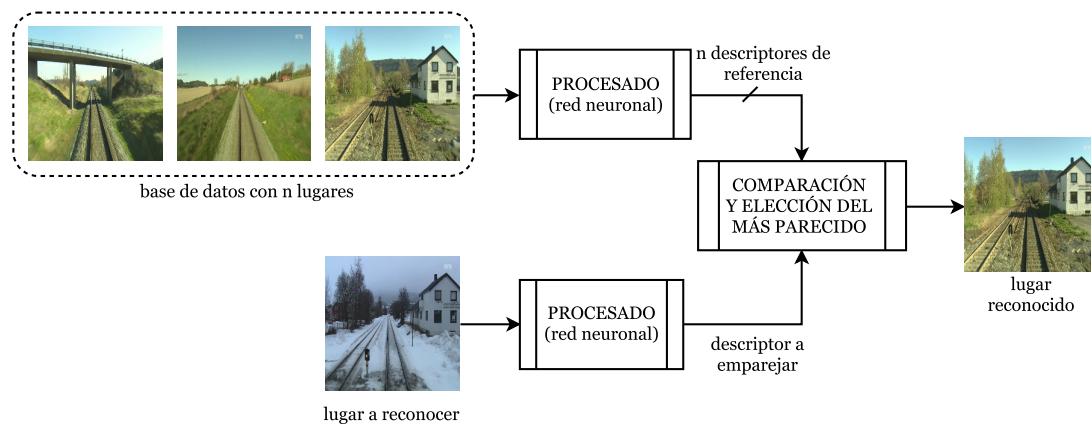 base de datos con n lugares
PROCESADO
(red neuronal)
n descriptores de
referencia
COMPARACIÓN
Y ELECCIÓN DEL
MÁS PARECIDO
lugar
reconocido
lugar a reconocer
PROCESADO
(red neuronal)
descriptor a
emparejar